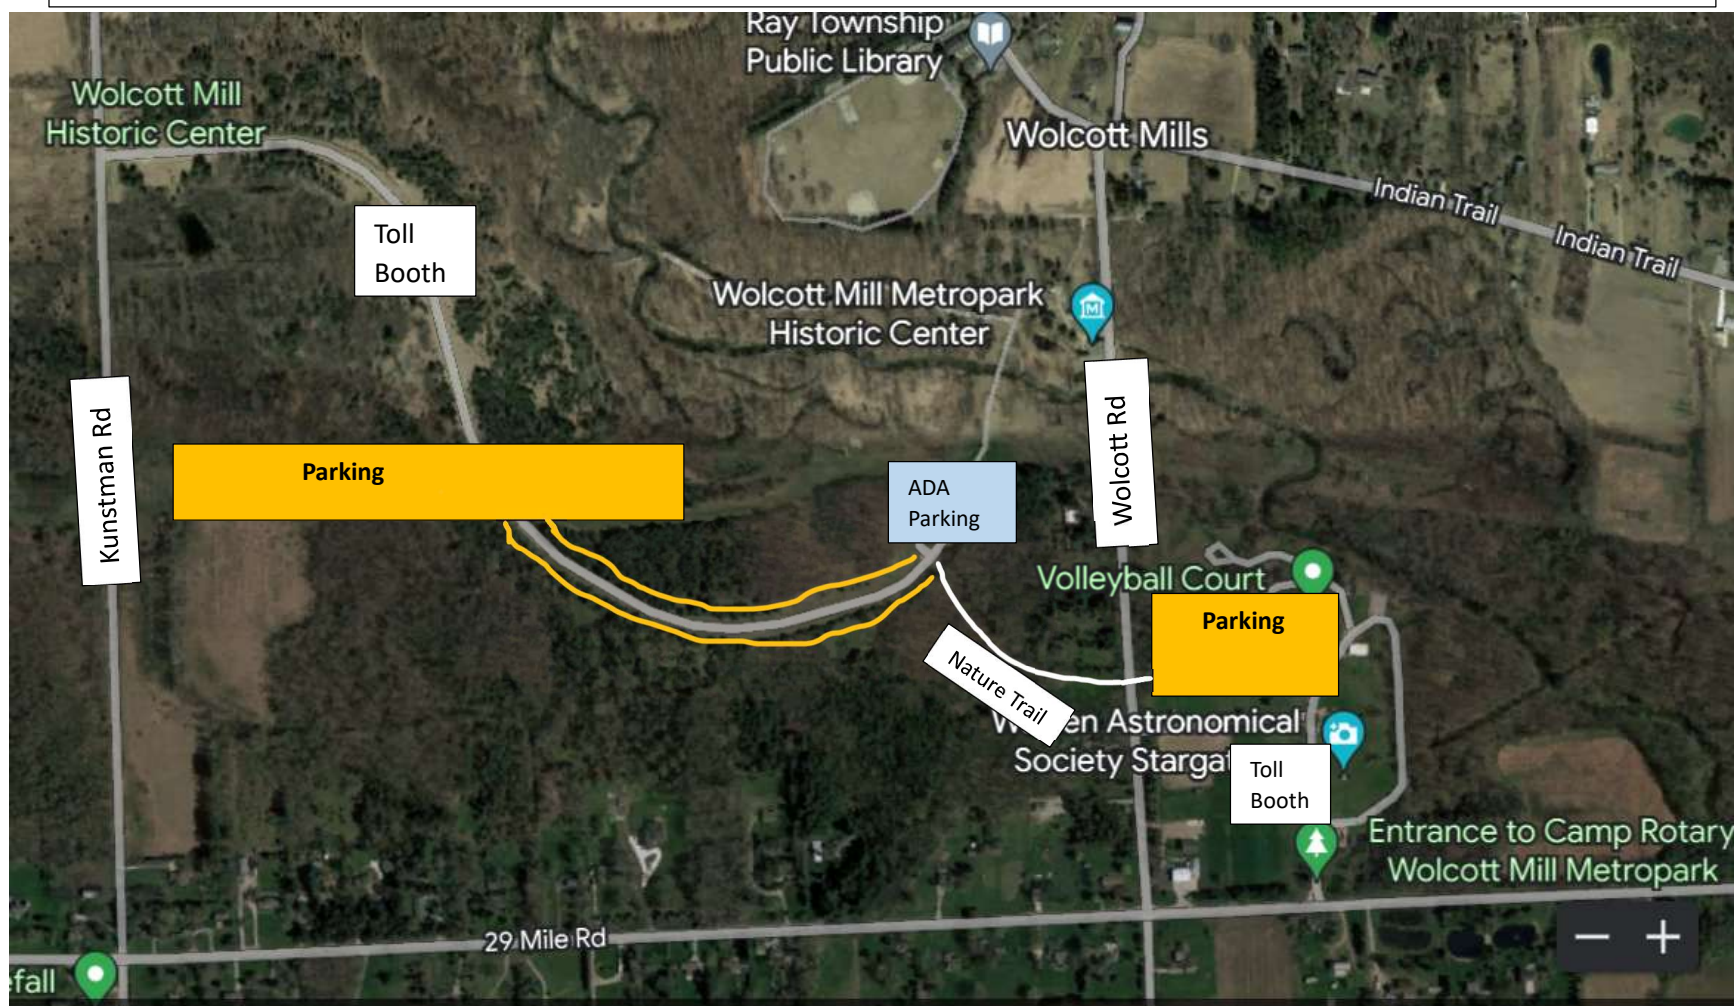 Ray Township
Public Library
Wolcott Mill
Historic Center
Wolcott Mills
Indian Trail
Indian Trail
Toll
Booth
Wolcott Mill Metropark
Historic Center
M
Kunstman Rd
Wolcott Rd
Parking
ADA
Parking
Volleyball Court
Parking
Nature Trail
Astronomical
Society
Toll
Booth
Entrance to Camp Rotary
Wolcott Mill Metropark
29 Mile Rd
efall
− +